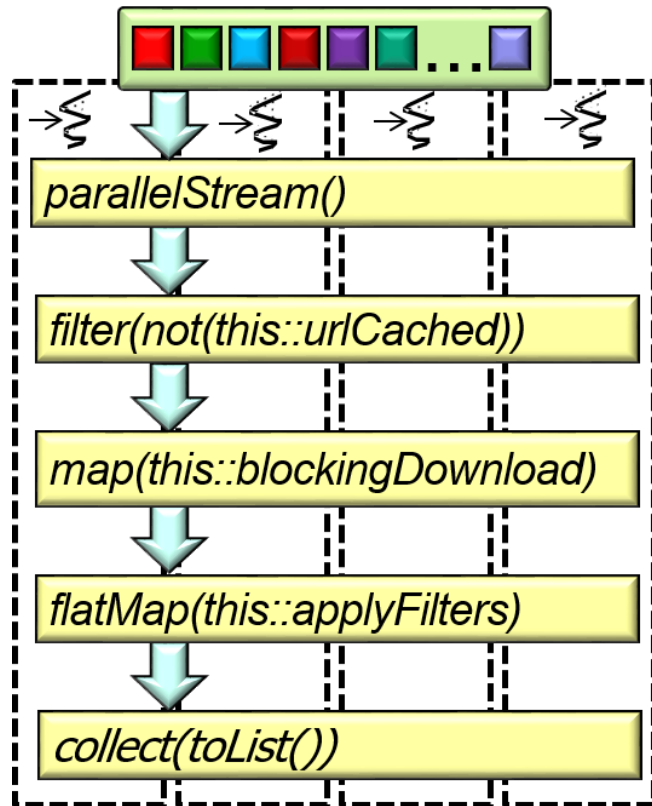 ...
parallelStream()
filter(not(this::urlCached))
map(this::blockingDownload)
flatMap(this::applyFilters)
collect(toList())